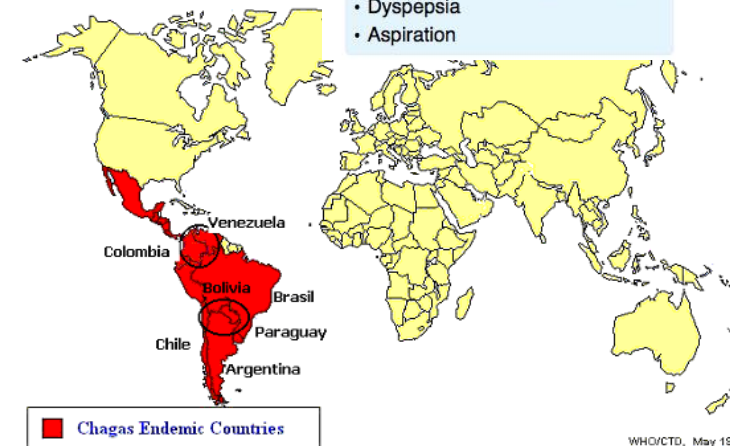 • Dyspepsia
• Aspiration
Venezuela
Colombia
Bolivia
Brasil
Paraguay
Chile
Argentina
Chagas Endemic Countries
WHO/CTD, May 19